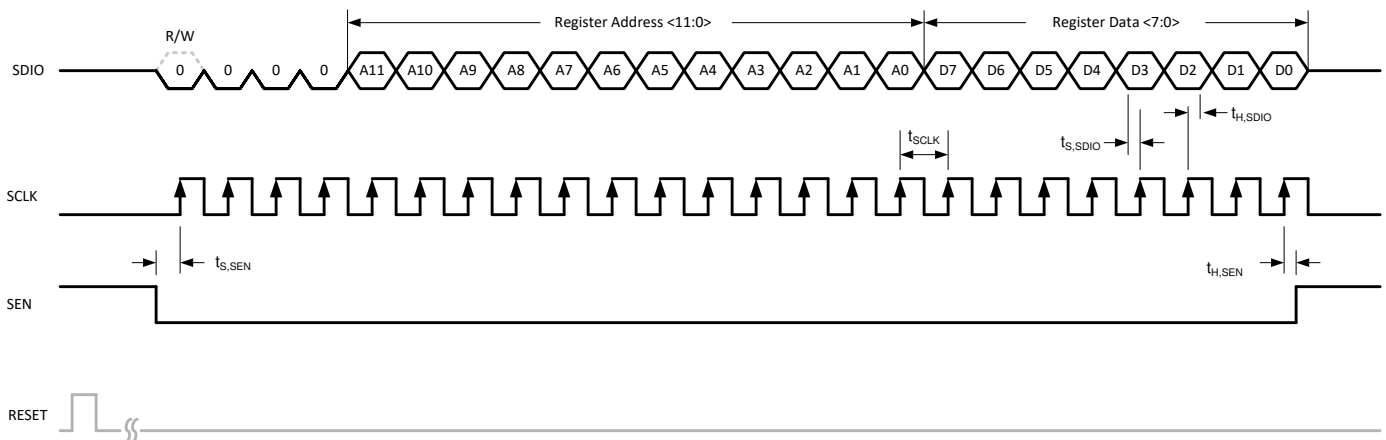 Register Address <11:0>
Register Data <7:0>
R/W
SDIO
0 0 0 0 A11 A10 A9 A8 A7 A6 A5 A4 A3 A2 A1 A0 D7 D6 D5 D4 D3 D2 D1 D0
tH,SDIO
tSCLK
tS,SDIO
SCLK
tS,SEN
tH,SEN
SEN
RESET